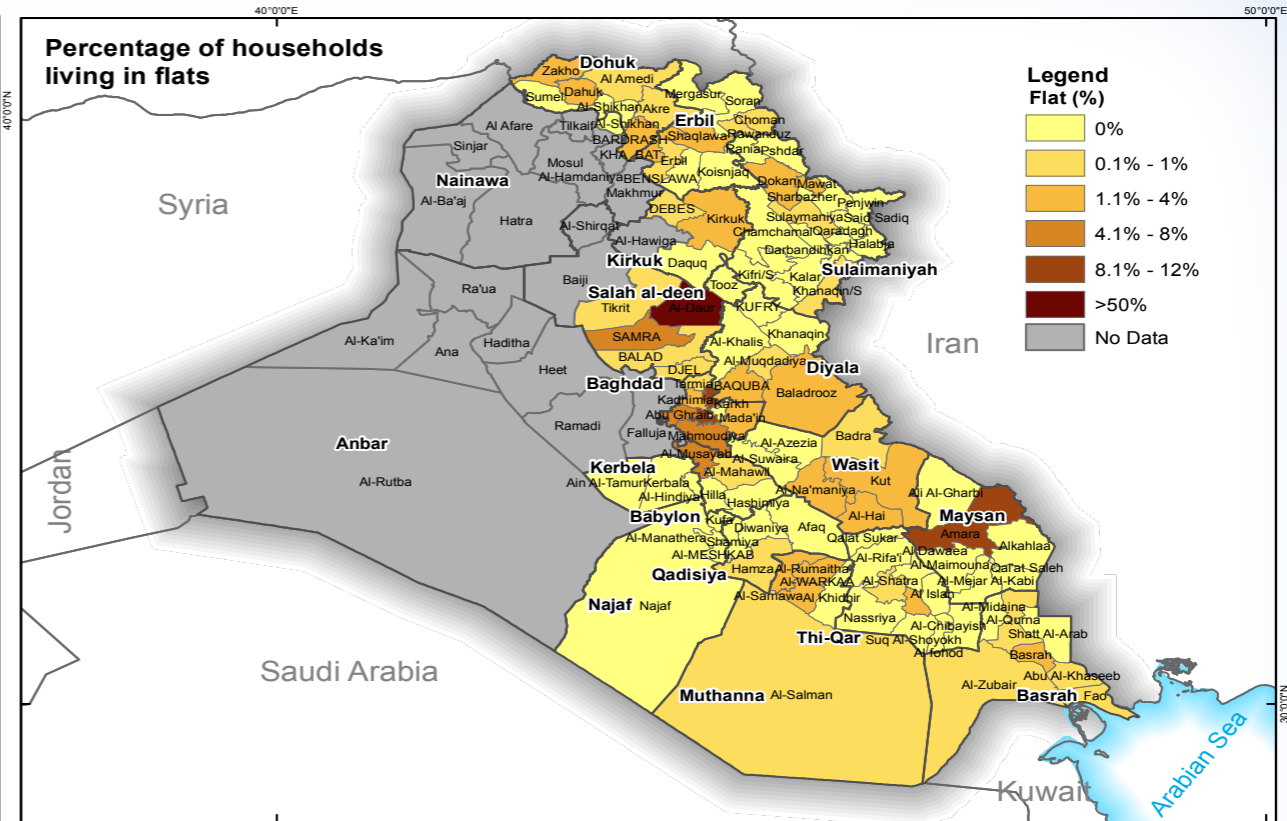 40°0'0"E
50°0'0"E
Percentage of households
living in flats
Legend
Flat (%)
0%
0.1% - 1%
1.1% - 4%
4.1% - 8%
8.1% - 12%
>50%
No Data
40°0'0"N
30°0'0"N
Syria
Jordan
Saudi Arabia
Iran
Kuwait
Arabian Sea
Dohuk
Zakho
Al Amedi
Sumel
Dahuk
Al-Shikhan
Akre
Mergasur
Soran
Erbil
Choman
Al Afare
Tilkaif
Al-Shikhan
Shaqlawa
Rawanduz
BARDRASH
Sinjar
KHA_BAT
Rania
Pshdar
Mosul
Erbil
Nainawa
Al-Hamdaniya
BENSLAWA
Koisnjaq
Dokan
Mawat
Makhmur
Sharbazher
Al-Ba'aj
Penjwin
Hatra
DEBES
Kirkuk
Sulaymaniya
Said Sadiq
Al-Shirqat
Chamchamal
Qaradagh
Al-Hawiga
Darbandihkan
Halabja
Kirkuk
Daquq
Sulaimaniyah
Baiji
Kifri/S
Kalar
Ra'ua
Tooz
Khanaqin/S
Salah al-deen
Tikrit
Al-Daur
KUFRY
SAMRA
Khanaqin
Al-Ka'im
Haditha
Al-Khalis
Ana
BALAD
Al-Muqdadiya
Heet
DJEL
Diyala
Baghdad
Tarmia
BAQUBA
Baladrooz
Kadhimla
Karkh
Abu Ghraib
Mada'in
Ramadi
Falluja
Mahmoudiya
Badra
Anbar
Al-Azezia
Al-Musayab
Al-Suwaira
Kerbela
Al-Mahawil
Wasit
Al-Rutba
Ain Al-Tamur
Kerbala
Kut
Al-Hindiya
Hilla
Al-Na'maniya
Ali Al-Gharbi
Hashimiya
Babylon
Kufa
Al-Hai
Maysan
Diwaniya
Afaq
Al-Manathera
Shamiya
Qalat Sukar
Amara
Alkahlaa
Al-MESHKAB
Al-Rifa'i
Al-Dawaea
Qadisiya
Hamza
Al-Rumaitha
Al-Maimouna
Qal'at Saleh
Al-WARKAA
Al-Shatra
Al-Mejar Al-Kabi
Najaf
Najaf
Al-Samawa
Al Khidhir
Al Islah
Al-Midaina
Nassriya
Al-Chibayish
Al-Qurna
Thi-Qar
Suq Al-Shoyokh
Shatt Al-Arab
Al fohod
Basrah
Muthanna
Al-Salman
Al-Zubair
Abu Al-Khaseeb
Basrah
Fao